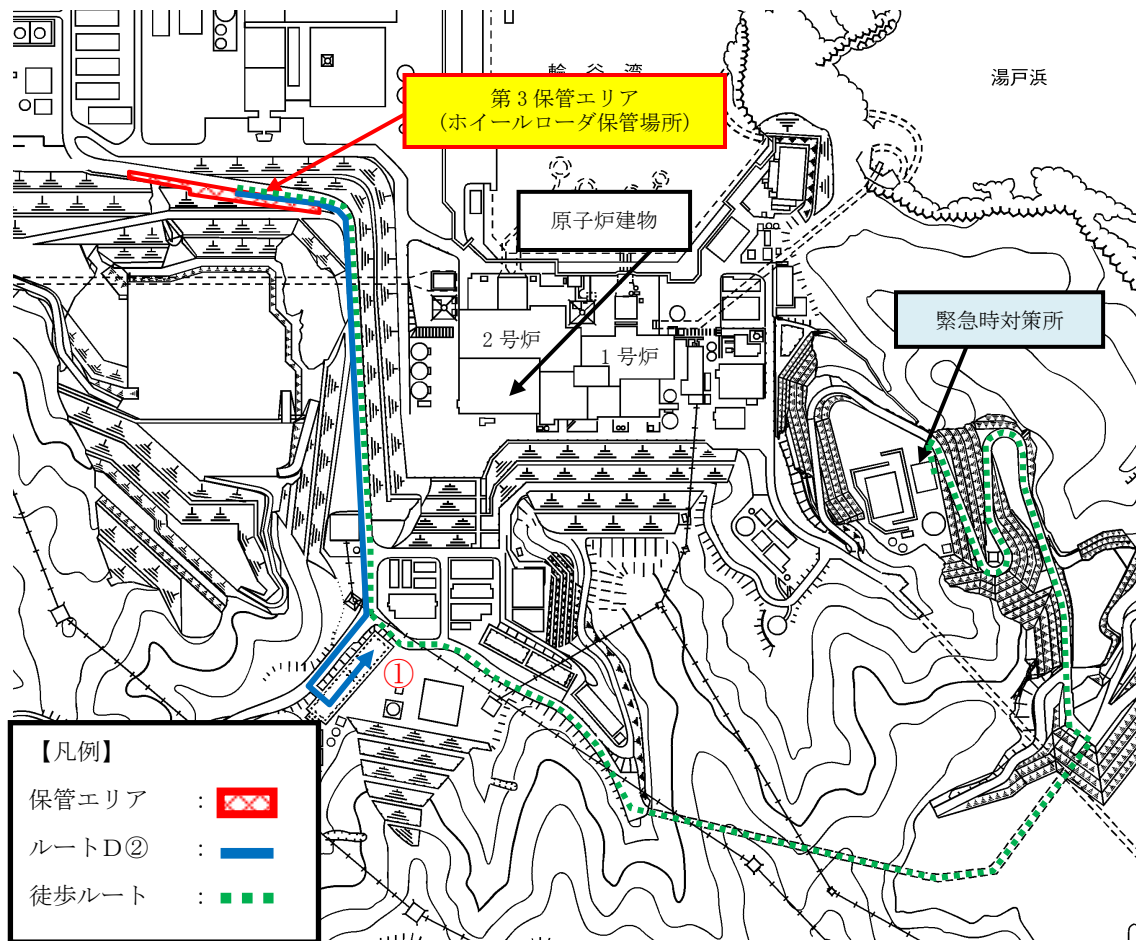 輪谷湾
湯戸浜
第3保管エリア
(ホイールローダ保管場所)
原子炉建物
緊急時対策所
2号炉
1号炉
①
【凡例】
保管エリア :
ルートD② :
徒歩ルート :